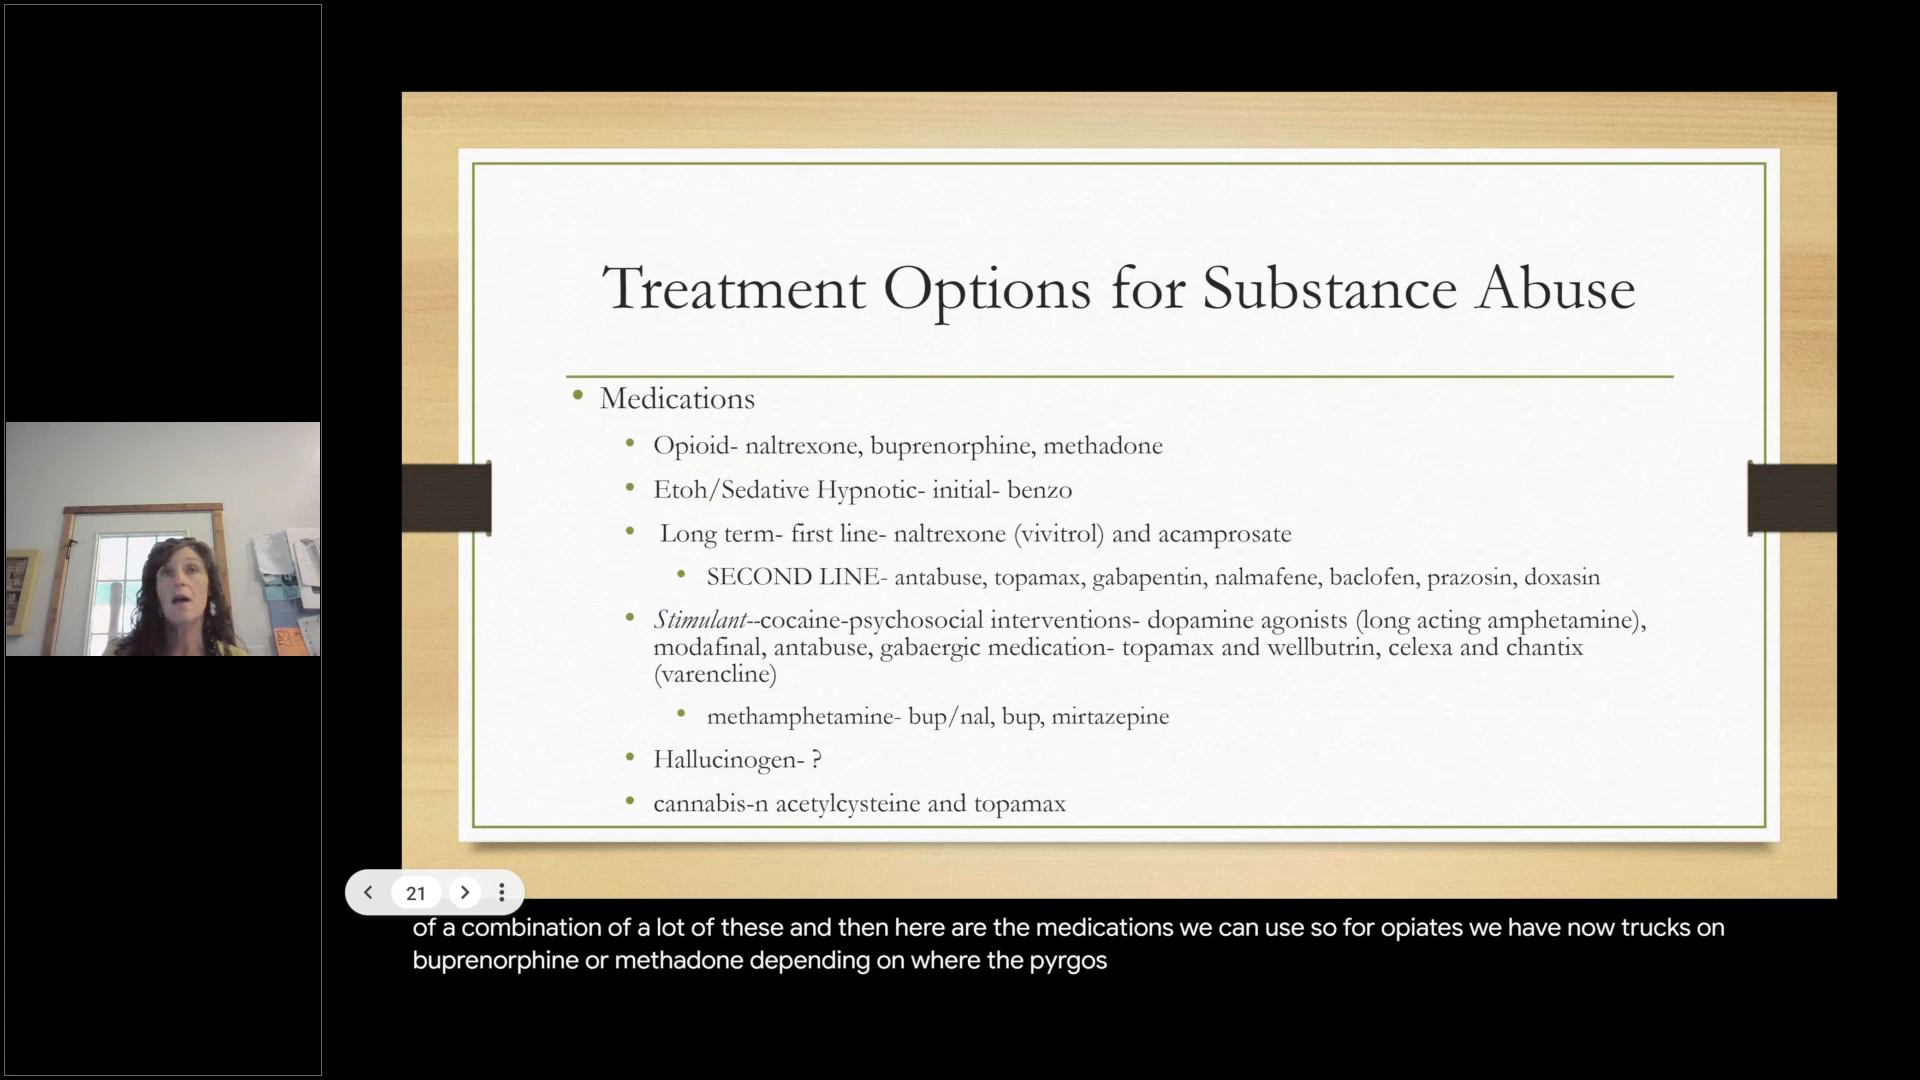 Treatment Options for Substance Abuse
• Medications
• Opioid- naltrexone, buprenorphine, methadone
• Etoh/Sedative Hypnotic- initial- benzo
• Long term- first line- naltrexone (vivitrol) and acamprosate
• SECOND LINE- antabuse, topamax, gabapentin, nalmafene, baclofen, prazosin, doxasin
• Stimulant--cocaine-psychosocial interventions- dopamine agonists (long acting amphetamine),
modafinal, antabuse, gabaergic medication- topamax and wellbutrin, celexa and chantix
(varencline)
• methamphetamine- bup/nal, bup, mirtazepine
• Hallucinogen- ?
• cannabis-n acetylcysteine and topamax
21
of a combination of a lot of these and then here are the medications we can use so for opiates we have now trucks on
buprenorphine or methadone depending on where the pyrgos